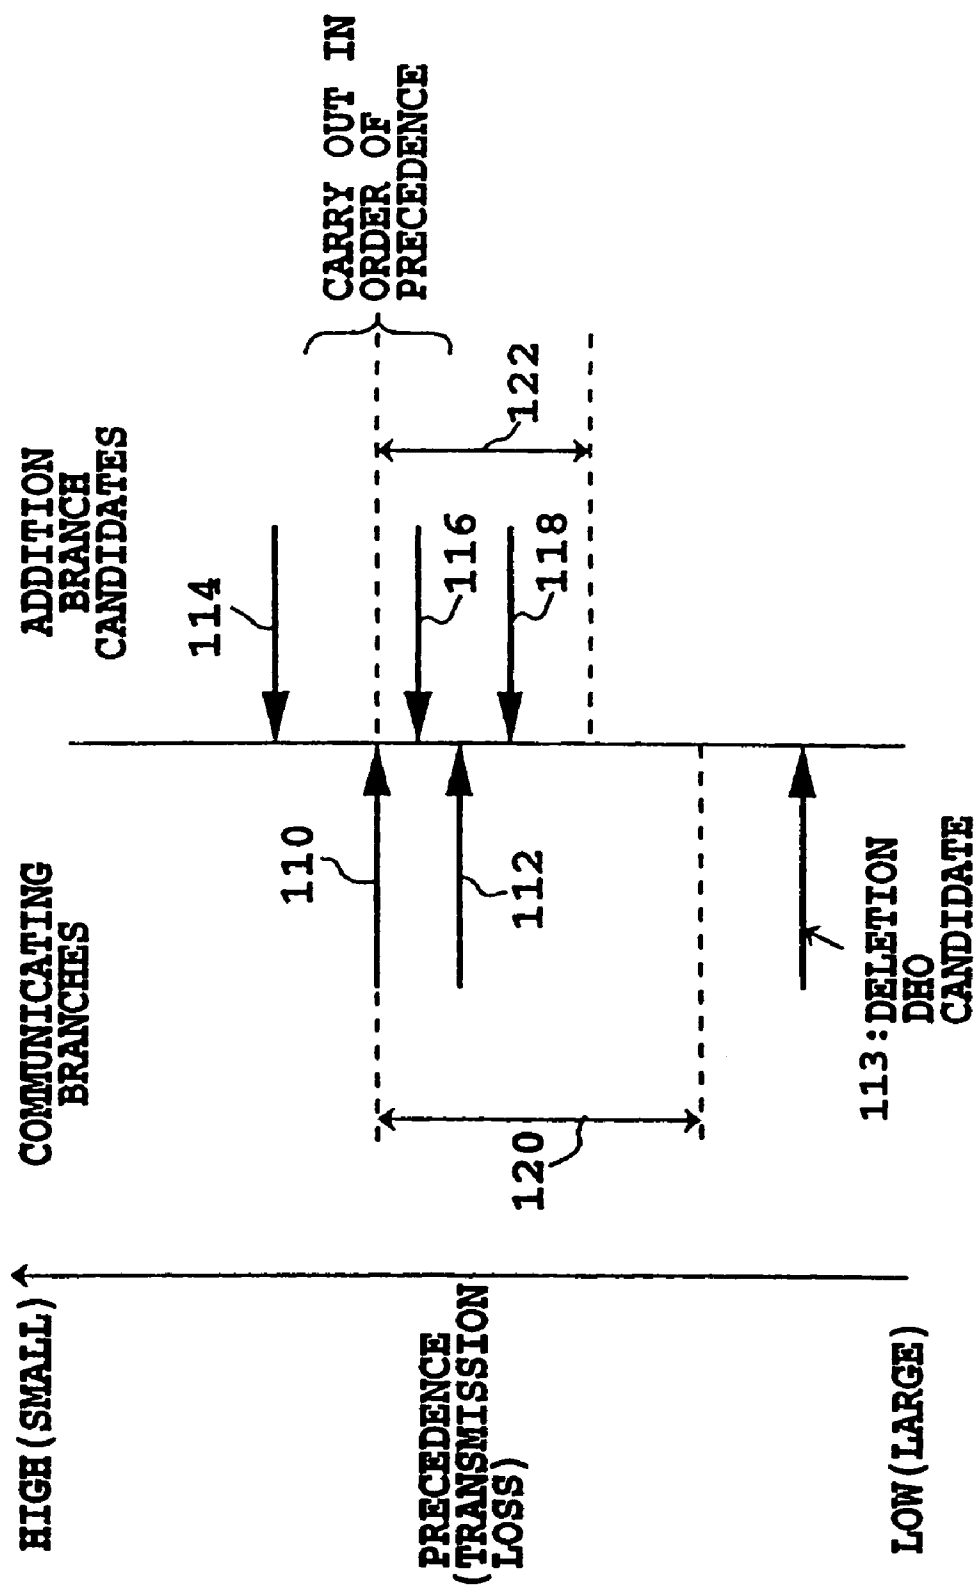 HIGH(SMALL)
PRECEDENCE
(TRANSMISSION
LOSS)
LOW(LARGE)
COMMUNICATING
BRANCHES
110
112
120
113:DELETION
DHO
CANDIDATE
ADDITION
BRANCH
CANDIDATES
114
116
118
122
CARRY OUT IN
ORDER OF
PRECEDENCE